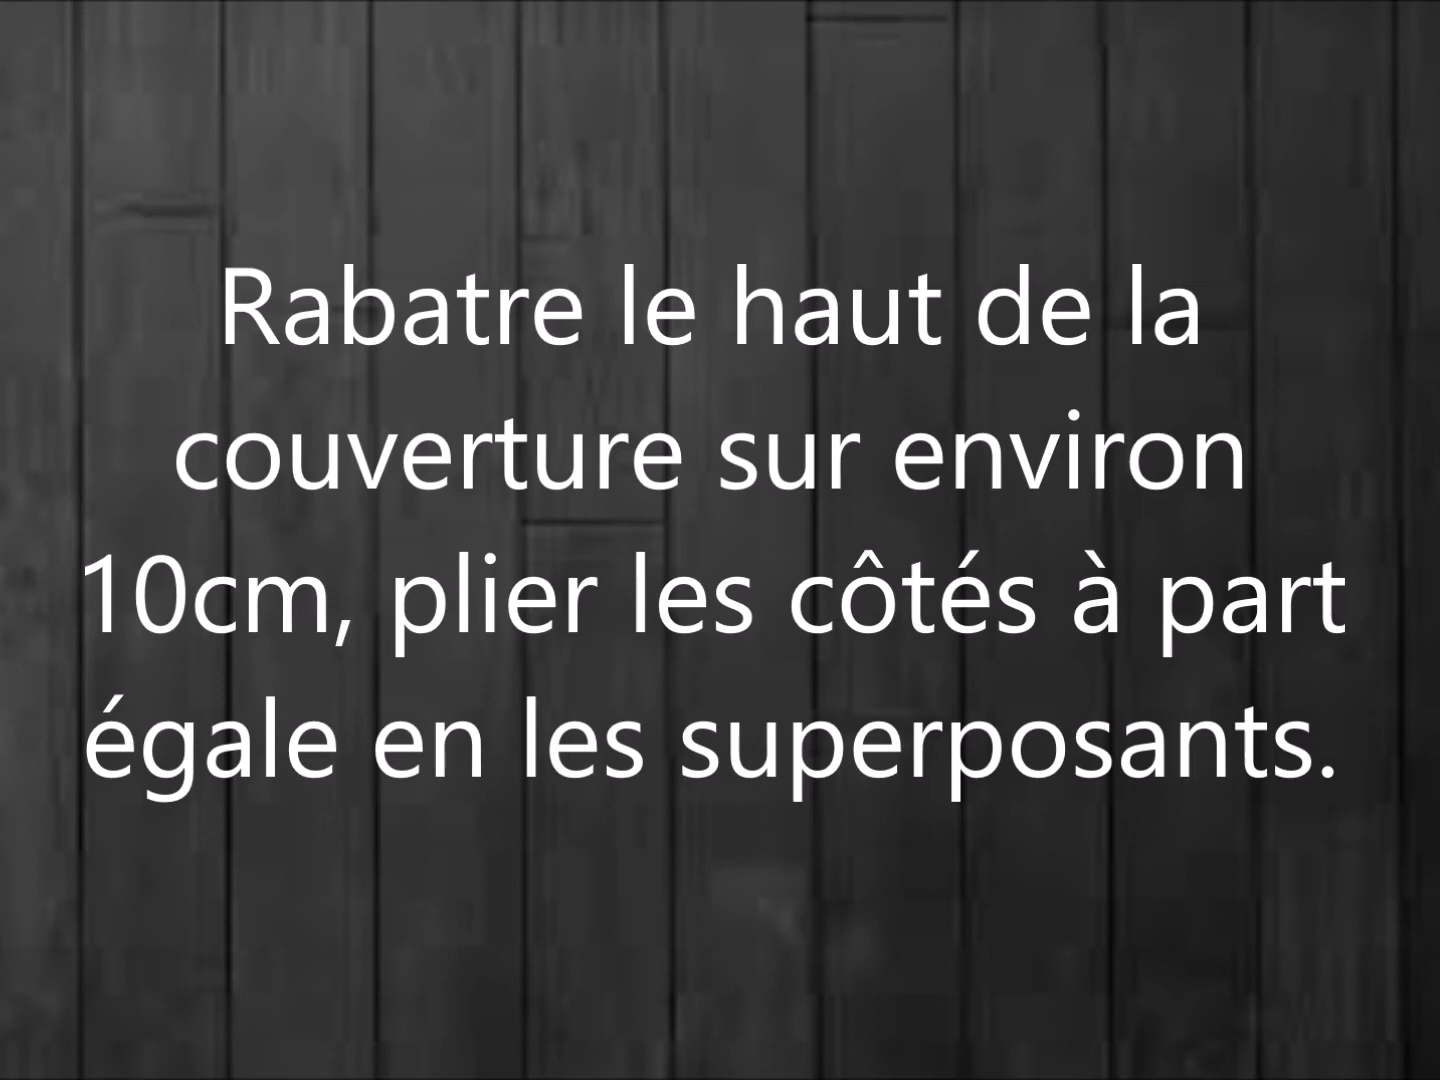 Rabatre le haut de la
couverture sur environ
10cm, plier les côtés à part
égale en les superposants.